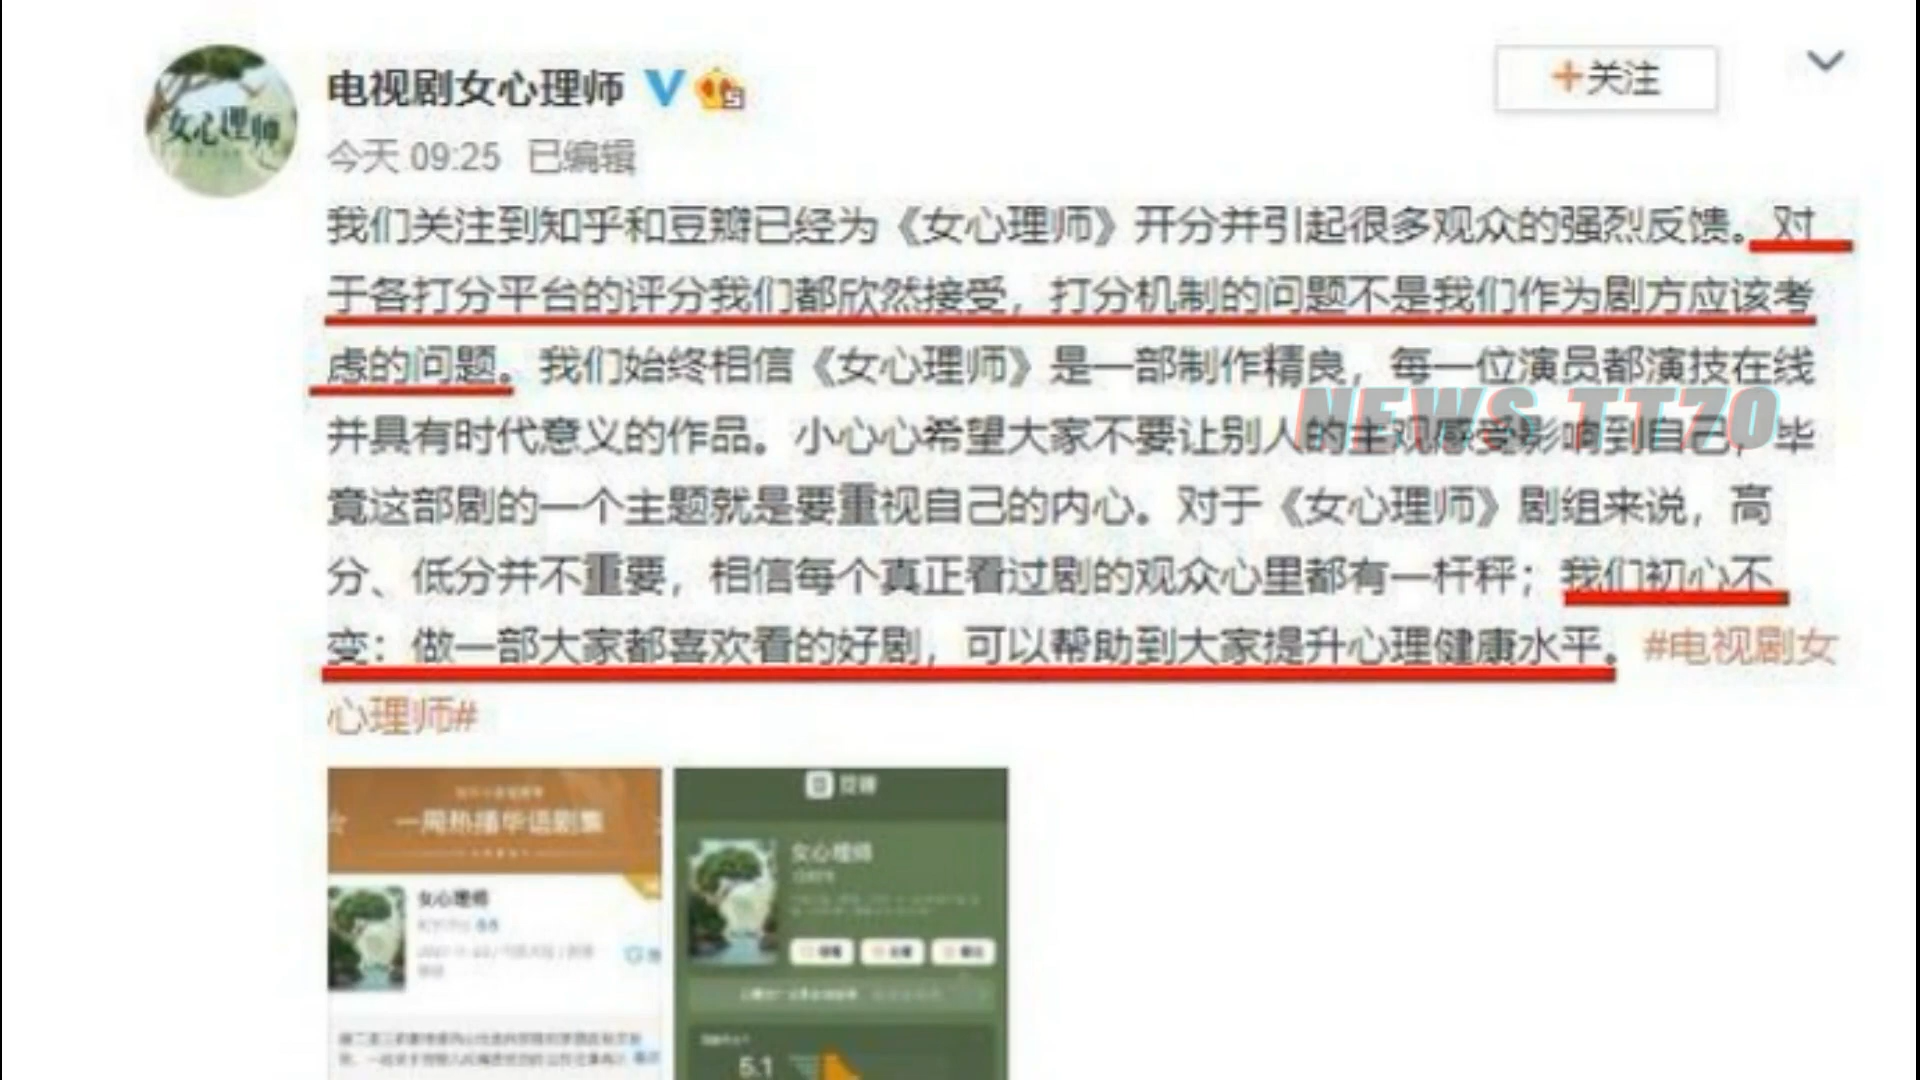 女心理师
电视剧女心理师
+关注
今天 09:25 已编辑
我们关注到知乎和豆瓣已经为《女心理师》开分并引起很多观众的强烈反馈。对
于各打分平台的评分我们都欣然接受，打分机制的问题不是我们作为剧方应该考
虑的问题。我们始终相信《女心理师》是一部制作精良，每一位演员都演技在线
NEWS TT70
并具有时代意义的作品。小心心希望大家不要让别人的主观感受影响到自己，毕
竟这部剧的一个主题就是要重视自己的内心。对于《女心理师》剧组来说，高
分、低分并不重要，相信每个真正看过剧的观众心里都有一杆秤；我们初心不
变：做一部大家都喜欢看的好剧，可以帮助到大家提升心理健康水平。#电视剧女
心理师#
一周热播华语剧集
女心理师
豆瓣
女心理师
5.1